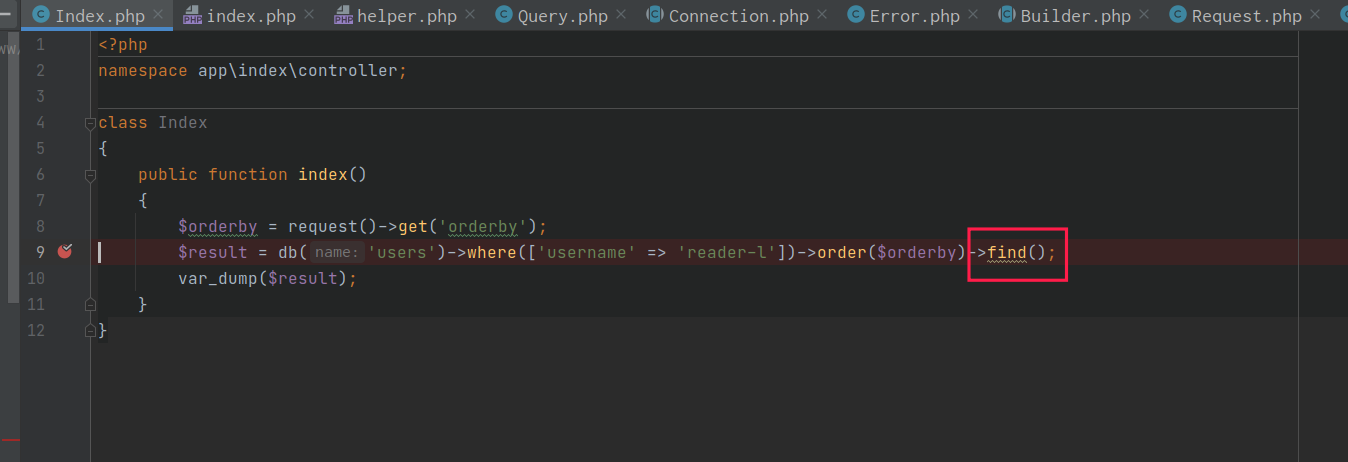 Index.php index.php helper.php Query.php Connection.php Error.php Builder.php Request.php
1 <?php
2 namespace app\index\controller;
3
4 class Index
5 {
6 public function index()
7 {
8 $orderby = request()->get('orderby');
9 $result = db( name: 'users')->where(['username' => 'reader-l'])->order($orderby)->find();
10 var_dump($result);
11 }
12 }